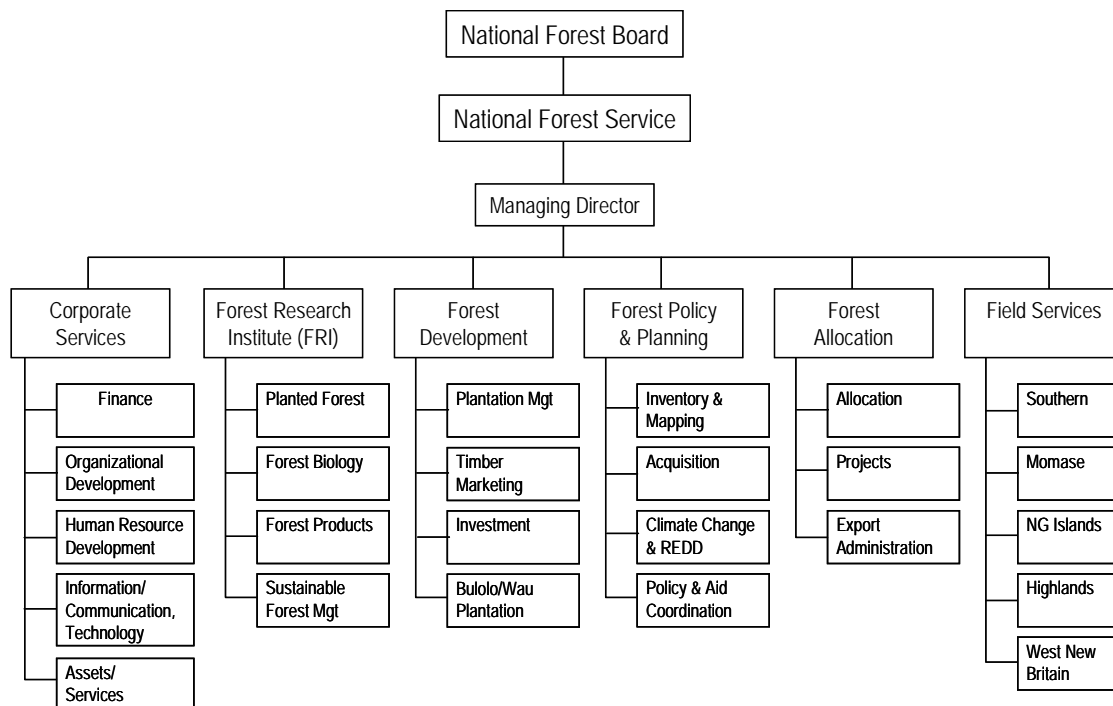 National Forest Board
National Forest Service
Managing Director
Corporate
Services
Finance
Organizational
Development
Human Resource
Development
Information/
Communication,
Technology
Assets/
Services
Forest Research
Institute (FRI)
Planted Forest
Forest Biology
Forest Products
Sustainable
Forest Mgt
Forest
Development
Plantation Mgt
Timber
Marketing
Investment
Bulolo/Wau
Plantation
Forest Policy
& Planning
Inventory &
Mapping
Acquisition
Climate Change
& REDD
Policy & Aid
Coordination
Forest
Allocation
Allocation
Projects
Export
Administration
Field Services
Southern
Momase
NG Islands
Highlands
West New
Britain